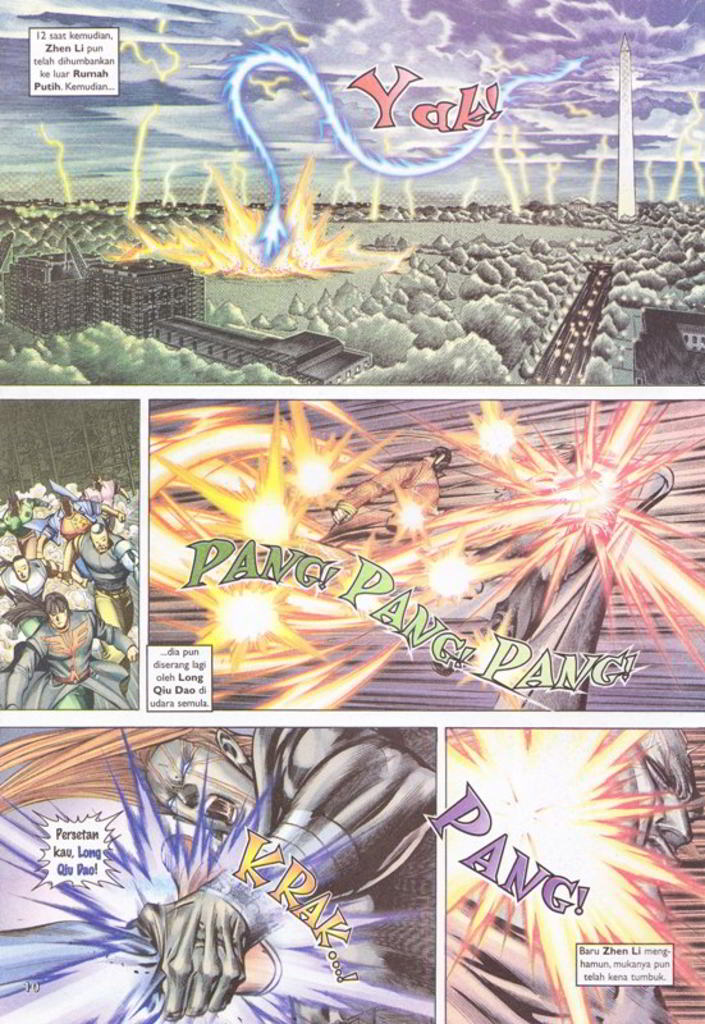 12 saat kemudian,
Zhen Li pun
telah dihumbankan
ke luar Rumah
Putih. Kemudian...
Yak!
PANG!
PANG!
PANG!
...dia pun
diserang lagi
oleh Long
Qiu Dao di
udara semula.
Persetan
kau, Long
Qiu Dao!
KRAK...!
PANG!
Baru Zhen Li meng-
hamun, mukanya pun
telah kena tumbuk.
10